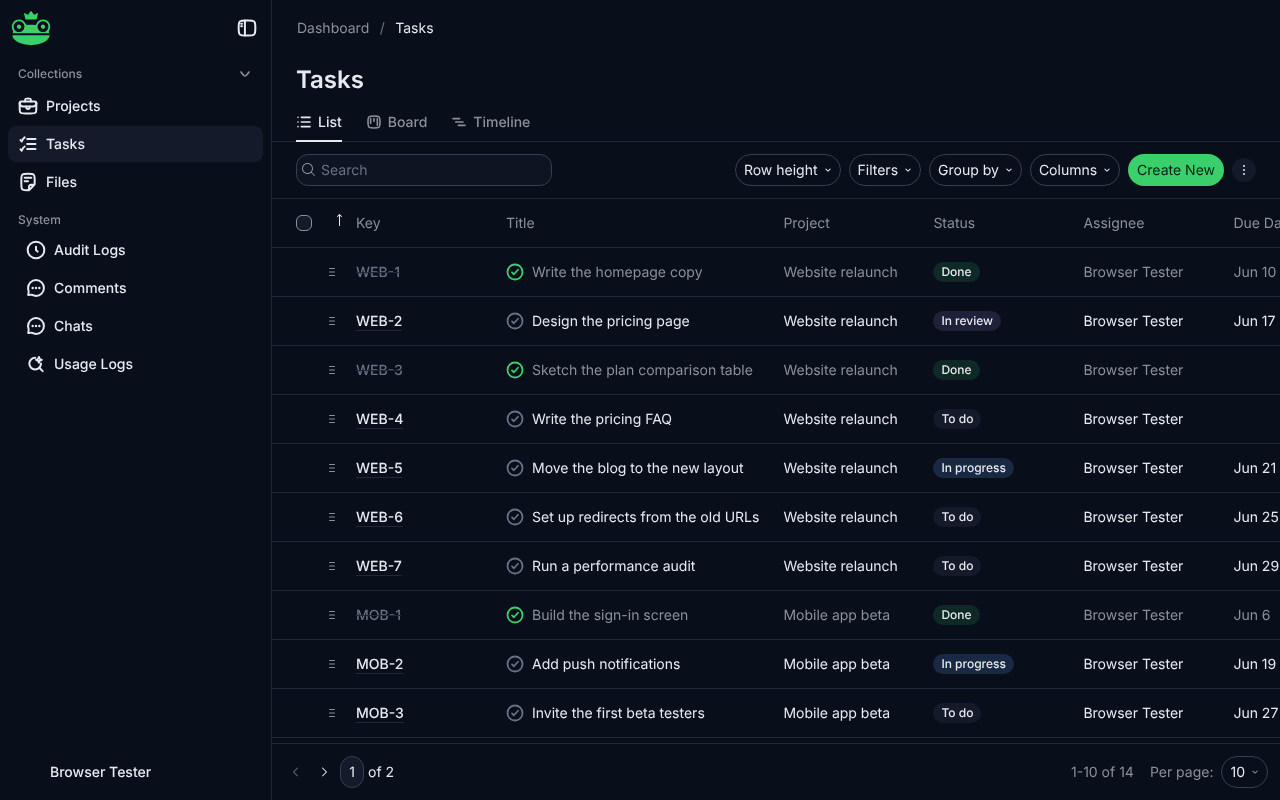 Dashboard / Tasks
Collections
Projects
Tasks
Files
System
Audit Logs
Comments
Chats
Usage Logs
Browser Tester
Tasks
List Board Timeline
Search Row height Filters Group by Columns Create New
Key Title Project Status Assignee Due Da
WEB-1 Write the homepage copy Website relaunch Done Browser Tester Jun 10
WEB-2 Design the pricing page Website relaunch In review Browser Tester Jun 17
WEB-3 Sketch the plan comparison table Website relaunch Done Browser Tester
WEB-4 Write the pricing FAQ Website relaunch To do Browser Tester
WEB-5 Move the blog to the new layout Website relaunch In progress Browser Tester Jun 21
WEB-6 Set up redirects from the old URLs Website relaunch To do Browser Tester Jun 25
WEB-7 Run a performance audit Website relaunch To do Browser Tester Jun 29
MOB-1 Build the sign-in screen Mobile app beta Done Browser Tester Jun 6
MOB-2 Add push notifications Mobile app beta In progress Browser Tester Jun 19
MOB-3 Invite the first beta testers Mobile app beta To do Browser Tester Jun 27
1 of 2 1-10 of 14 Per page: 10